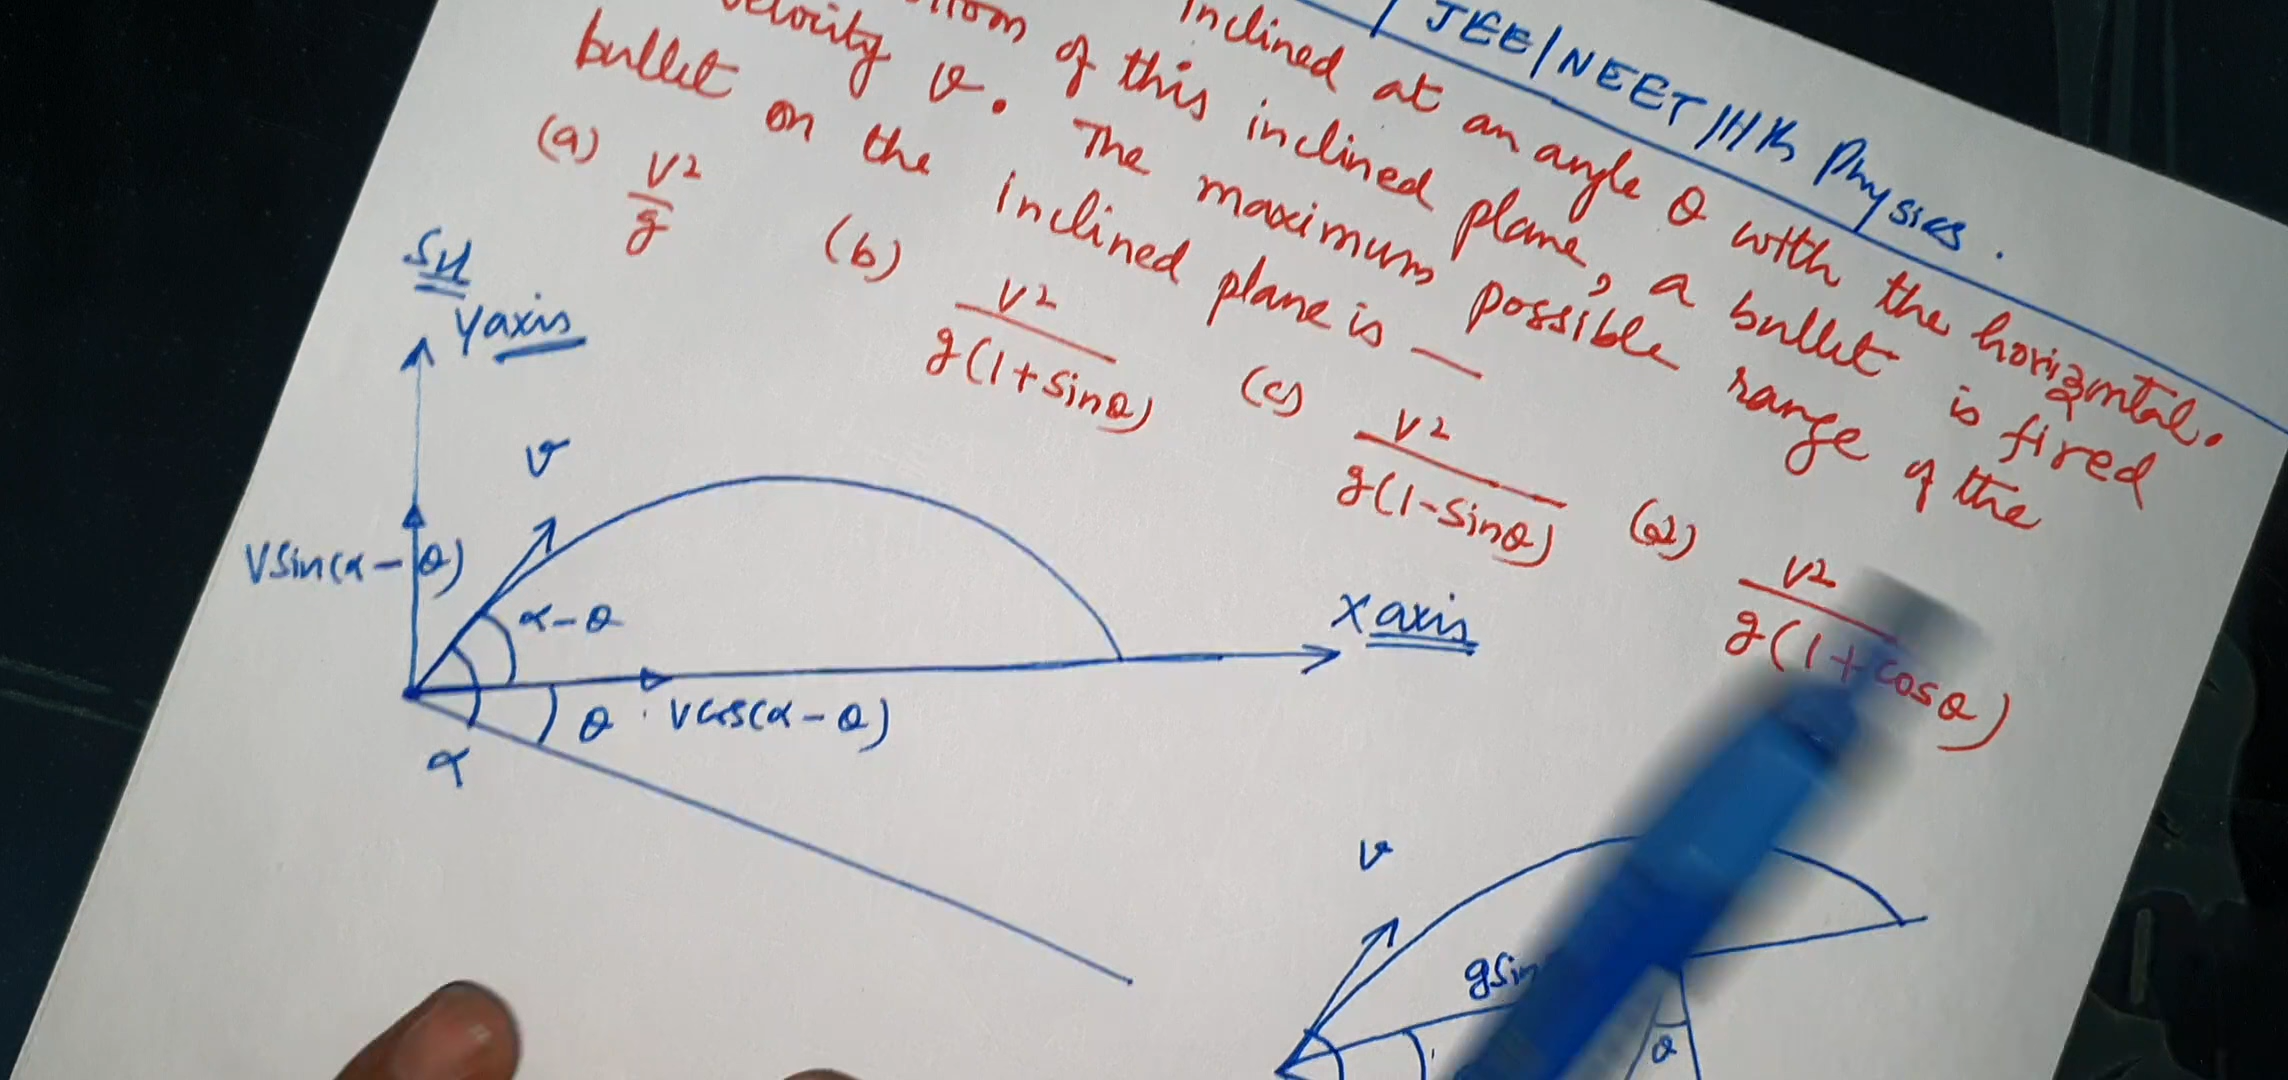 JEE/NEET/11th Physics.
inclined at an angle θ with the horizontal.
of this inclined plane, a bullet is fired
velocity v. The maximum possible range of the
bullet on the inclined plane is —
(a) V²/g (b) V²/g(1+sinθ) (c) V²/g(1-sinθ) (d) V²/g(1+cosθ)
Sol
Y axis
v
Vsin(α-θ)
α-θ
X axis
θ
Vcos(α-θ)
α
v
θ